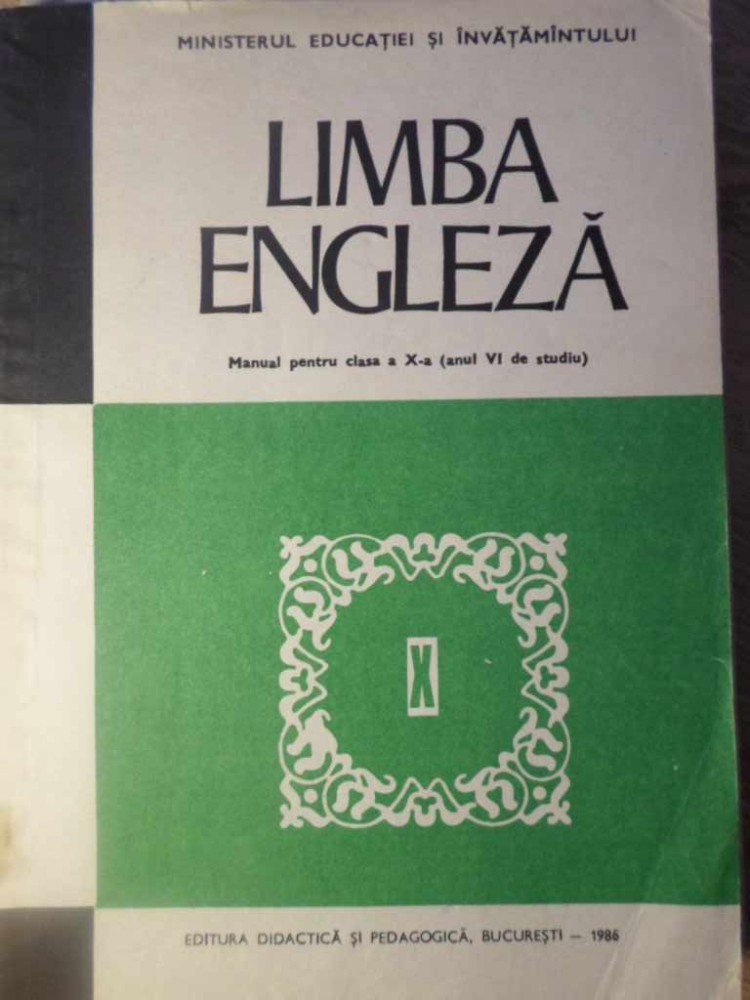 MINISTERUL EDUCAȚIEI ȘI ÎNVĂȚĂMÎNTULUI
LIMBA
ENGLEZĂ
Manual pentru clasa a X-a (anul VI de studiu)
X
EDITURA DIDACTICĂ ȘI PEDAGOGICĂ, BUCUREȘTI – 1986